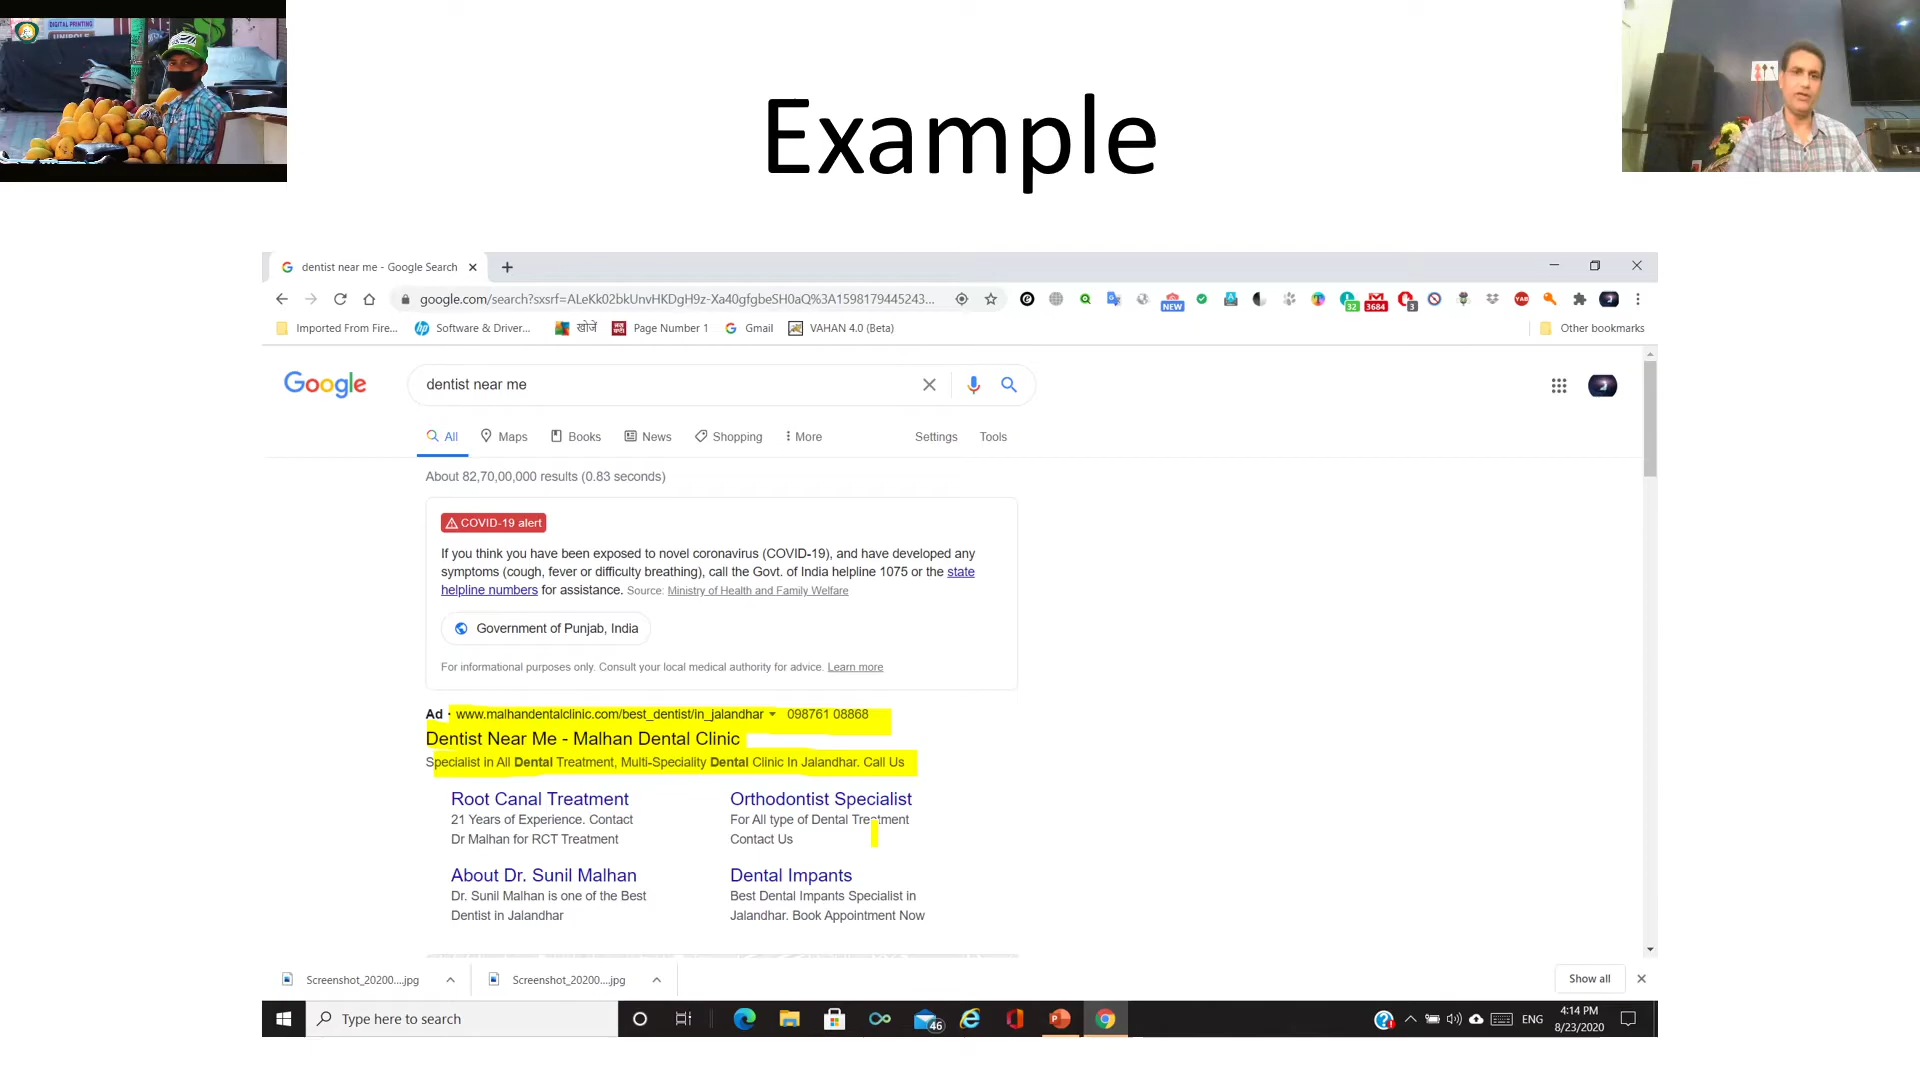 DIGITAL PRINTING
UNIPOLE
Example
dentist near me - Google Search
google.com/search?sxsrf=ALeKk02bkUnvHKDgH9z-Xa40gfgbeSH0aQ%3A1598179445243...
NEW
32
3684
3
YAB
Imported From Fire...
Software & Driver...
खोजें
Page Number 1
Gmail
VAHAN 4.0 (Beta)
Other bookmarks
Google
dentist near me
All
Maps
Books
News
Shopping
More
Settings
Tools
About 82,70,00,000 results (0.83 seconds)
COVID-19 alert
If you think you have been exposed to novel coronavirus (COVID-19), and have developed any
symptoms (cough, fever or difficulty breathing), call the Govt. of India helpline 1075 or the state
helpline numbers for assistance. Source: Ministry of Health and Family Welfare
Government of Punjab, India
For informational purposes only. Consult your local medical authority for advice. Learn more
Ad · www.malhandentalclinic.com/best_dentist/in_jalandhar 098761 08868
Dentist Near Me - Malhan Dental Clinic
Specialist in All Dental Treatment, Multi-Speciality Dental Clinic In Jalandhar. Call Us
Root Canal Treatment
21 Years of Experience. Contact
Dr Malhan for RCT Treatment
Orthodontist Specialist
For All type of Dental Treatment
Contact Us
About Dr. Sunil Malhan
Dr. Sunil Malhan is one of the Best
Dentist in Jalandhar
Dental Impants
Best Dental Impants Specialist in
Jalandhar. Book Appointment Now
Screenshot_20200....jpg
Screenshot_20200....jpg
Show all
Type here to search
46
ENG
4:14 PM
8/23/2020